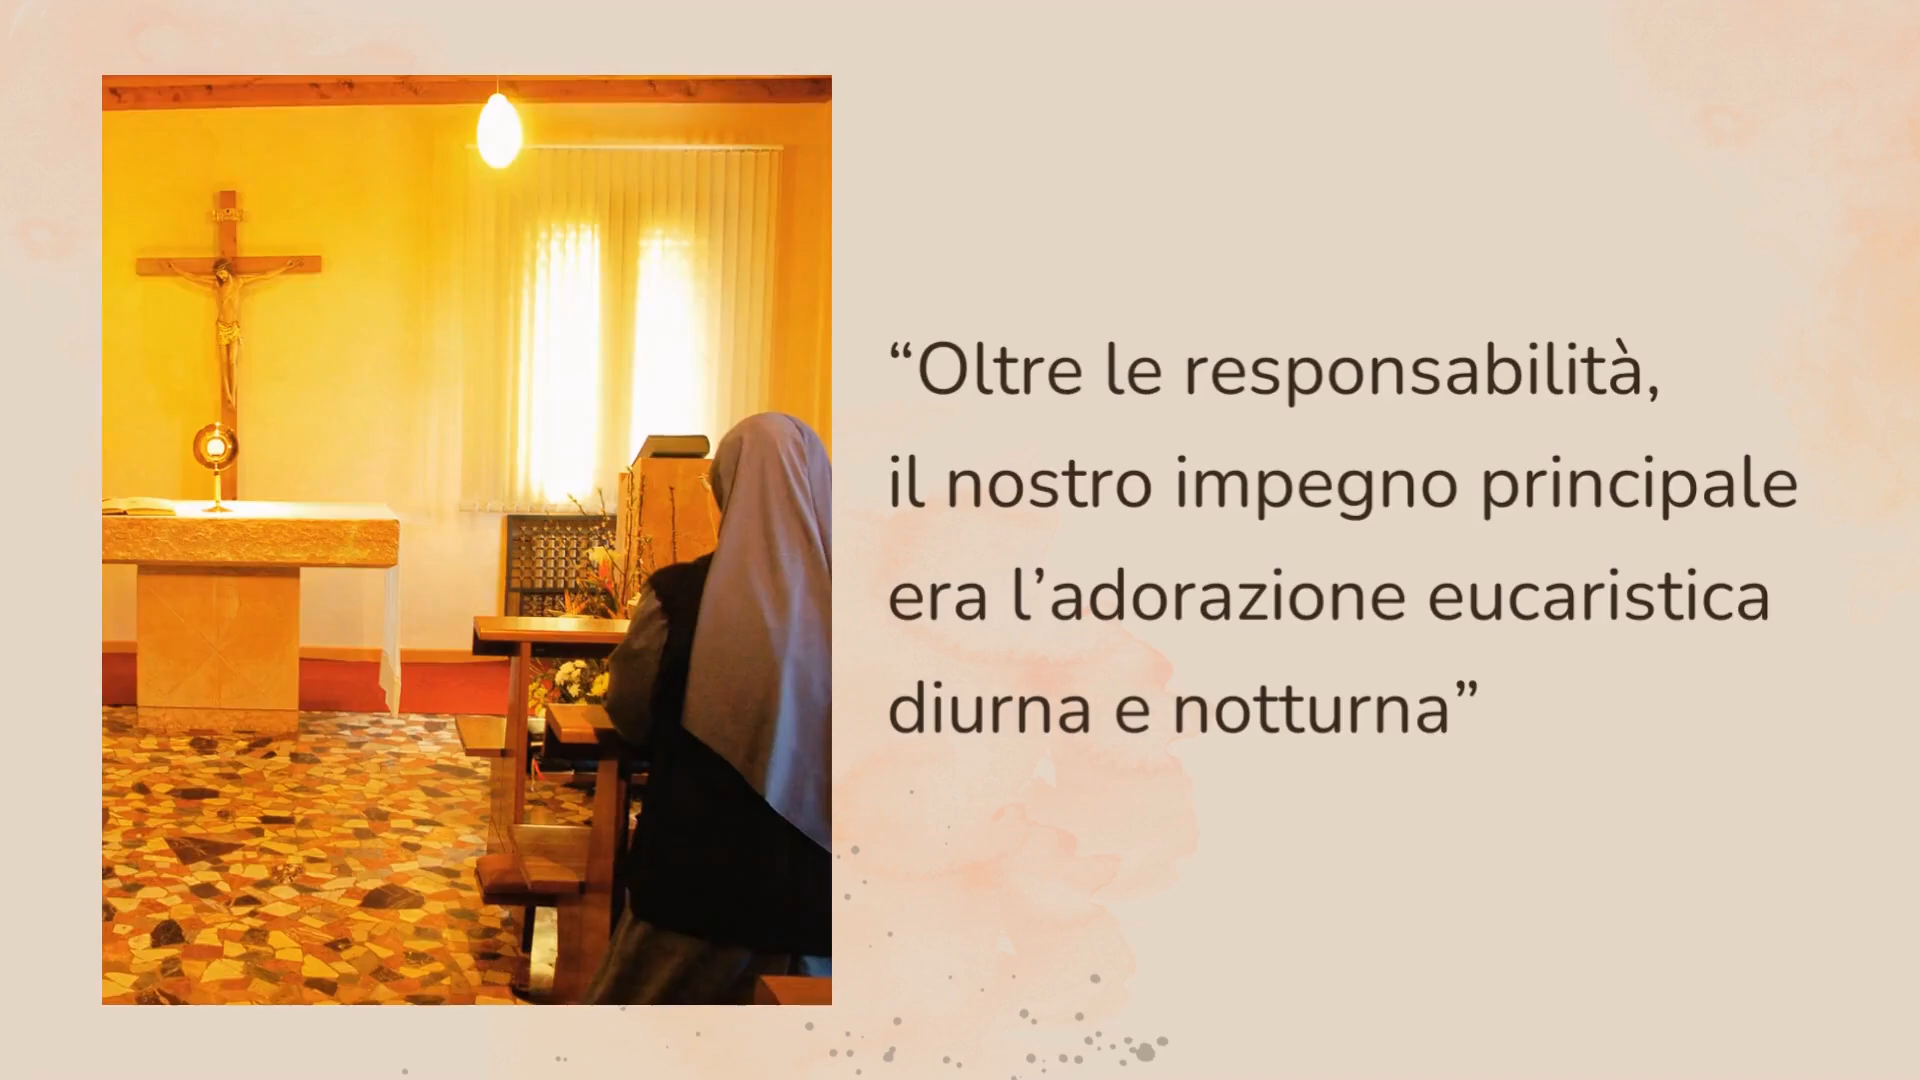 “Oltre le responsabilità,
il nostro impegno principale
era l’adorazione eucaristica
diurna e notturna”